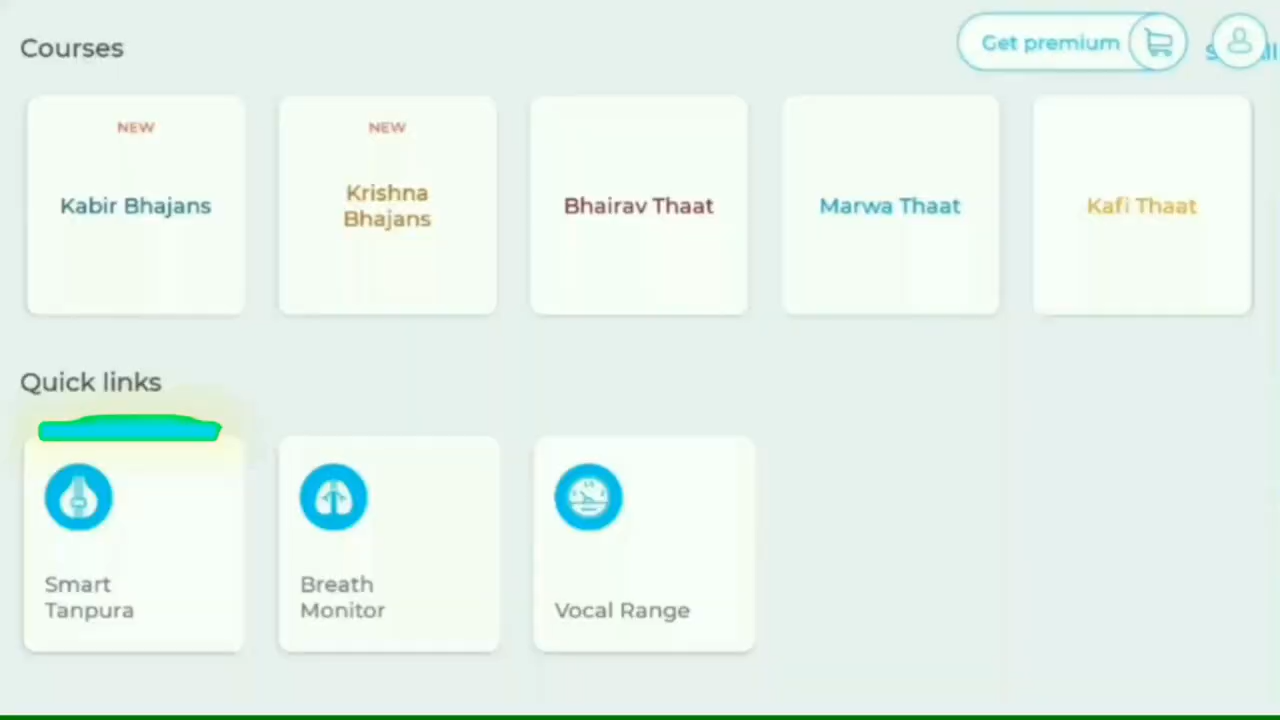 Courses
Get premium
NEW
Kabir Bhajans
NEW
Krishna
Bhajans
Bhairav Thaat
Marwa Thaat
Kafi Thaat
Quick links
Smart
Tanpura
Breath
Monitor
Vocal Range